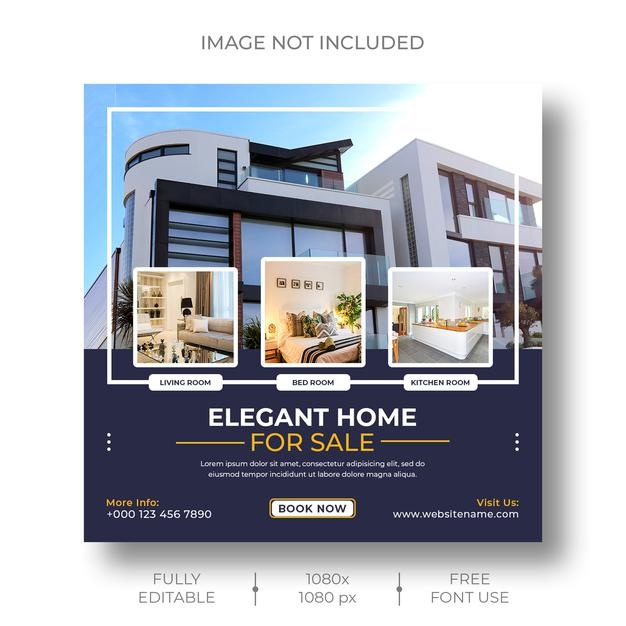 IMAGE NOT INCLUDED
LIVING ROOM
BED ROOM
KITCHEN ROOM
ELEGANT HOME
FOR SALE
Lorem ipsum dolor sit amet, consectetur adipiscing elit, sed do
eiusmod tempor incididunt ut labore dolore magna aliqua.
More Info:
+000 123 456 7890
BOOK NOW
Visit Us:
www.websitename.com
FULLY
EDITABLE
1080x
1080 px
FREE
FONT USE